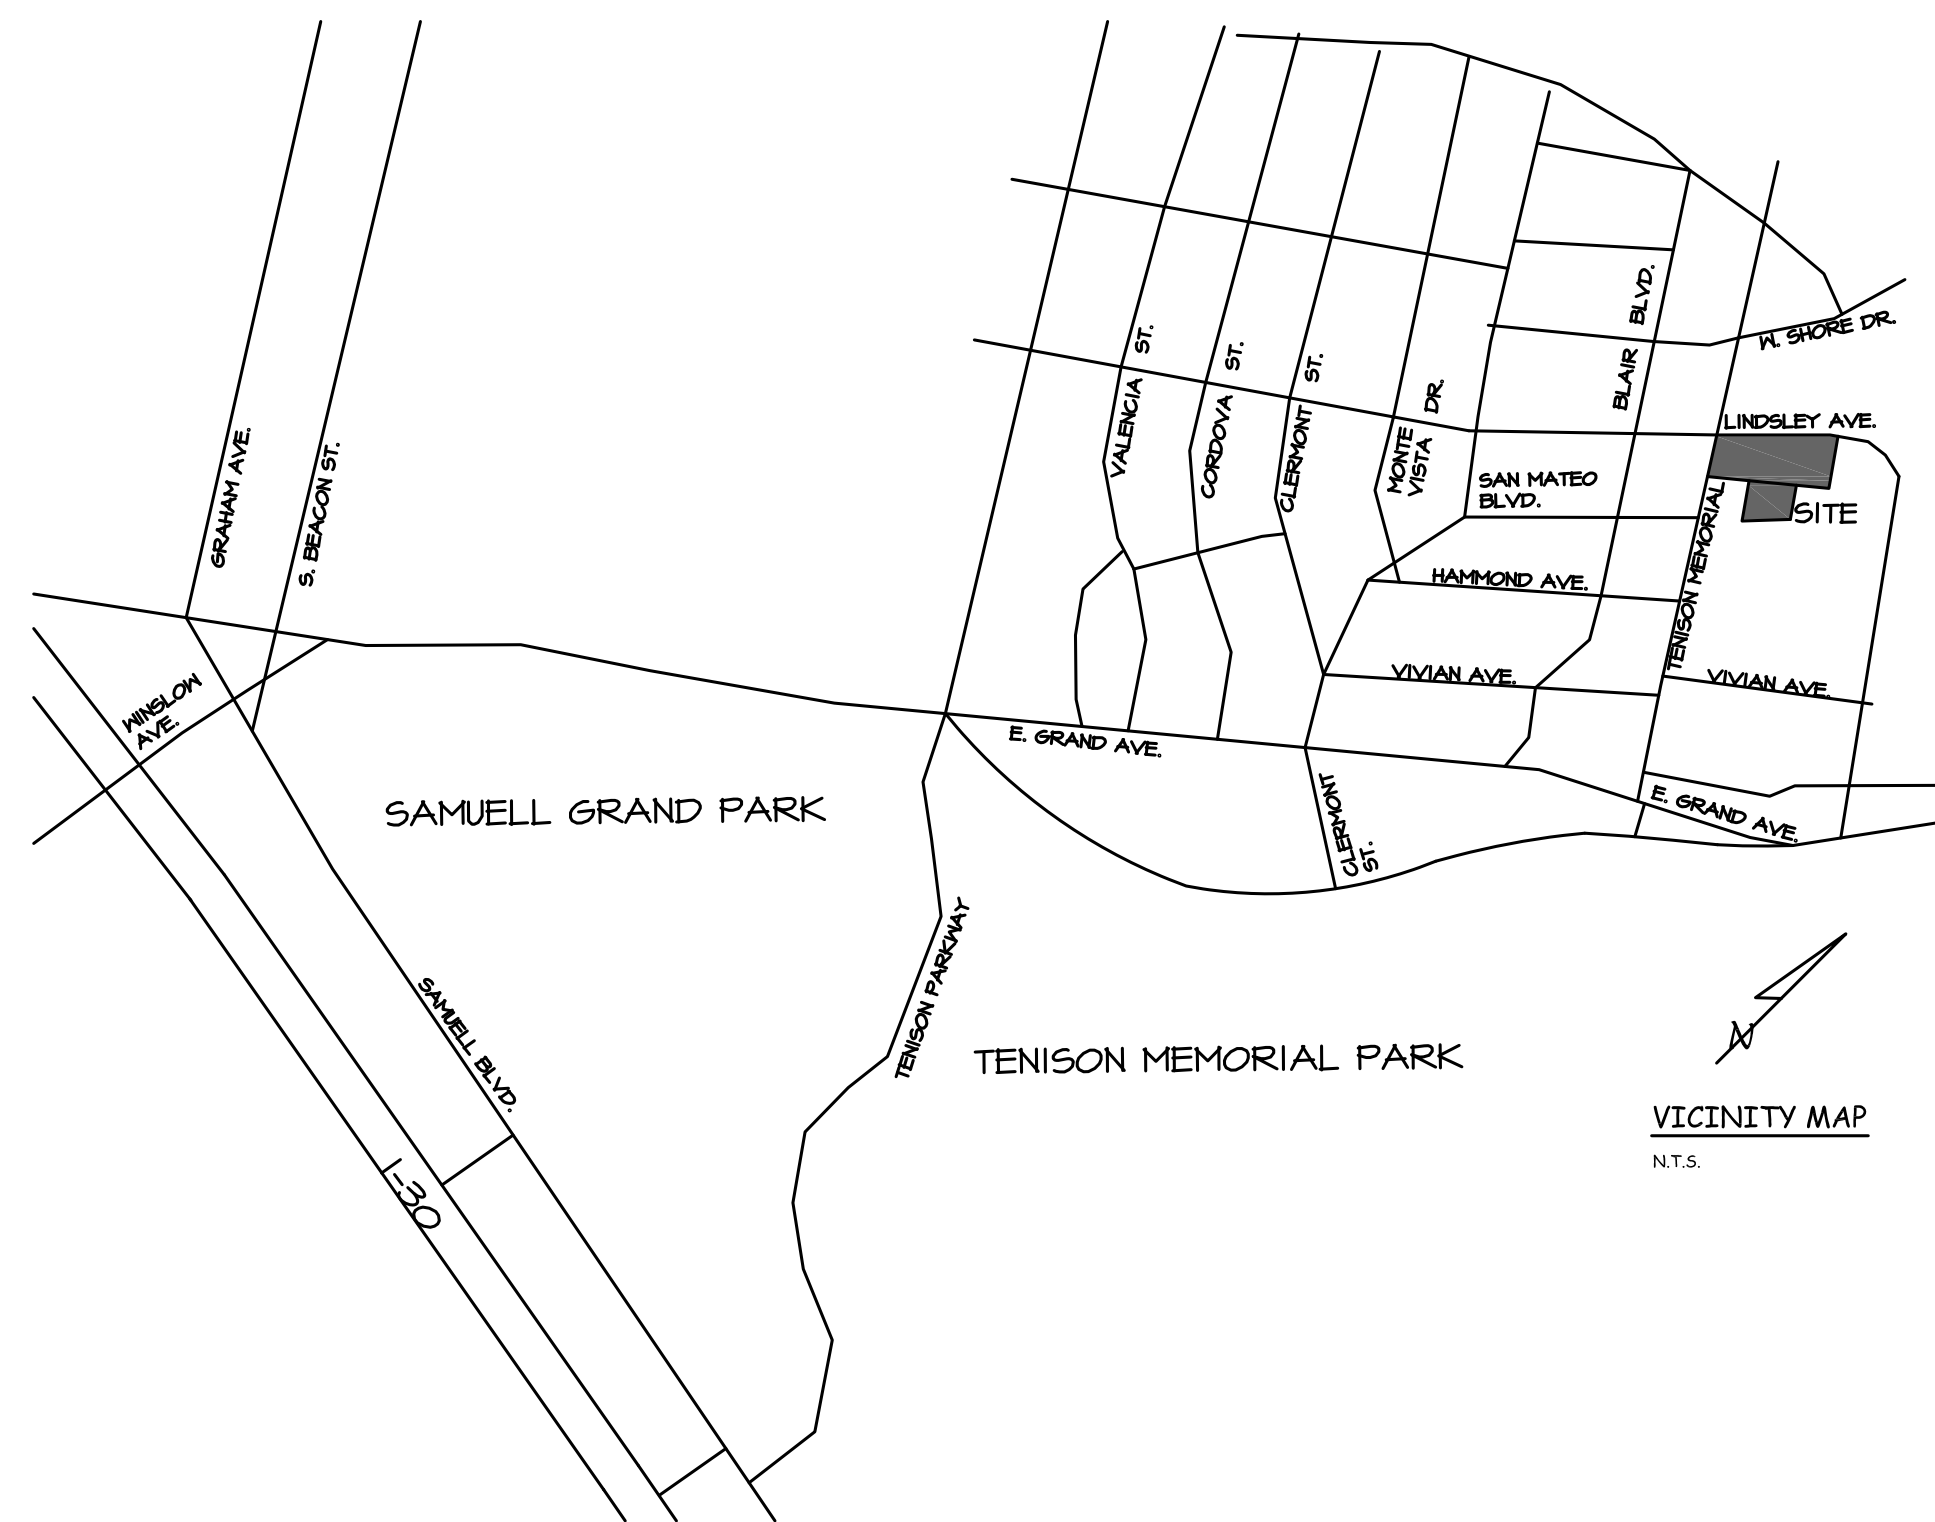 BLVD.
W. SHORE DR.
ST.
ST.
ST.
BLAIR
DR.
VALENCIA
CORDOVA
CLERMONT
LINDSLEY AVE.
GRAHAM AVE.
S. BEACON ST.
MONTE
VISTA
SAN MATEO
BLVD.
SITE
TENISON MEMORIAL
HAMMOND AVE.
VIVIAN AVE.
VIVIAN AVE.
WINSLOW
AVE.
E. GRAND AVE.
SAMUELL GRAND PARK
CLERMONT
ST.
E. GRAND AVE.
TENISON PARKWAY
SAMUELL BLVD.
TENISON MEMORIAL PARK
N
VICINITY MAP
N.T.S.
I-30